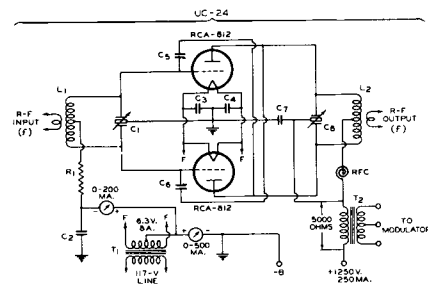 UC-24
RCA-812
C5
L1
C3
C4
C7
L2
R-F
INPUT
(F)
C1
C8
R-F
OUTPUT
(F)
F
F
F
F
R1
C6
RFC
RCA-812
0-200
MA.
- +
5000
OHMS
T2
TO
MODULATOR
C2
F
6.3V.
8A.
F
T1
117-V
LINE
- +
0-500
MA.
-B
+1250V.
250MA.